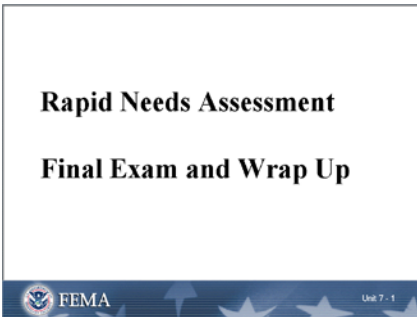 Rapid Needs Assessment
Final Exam and Wrap Up
FEMA
Unit 7 - 1